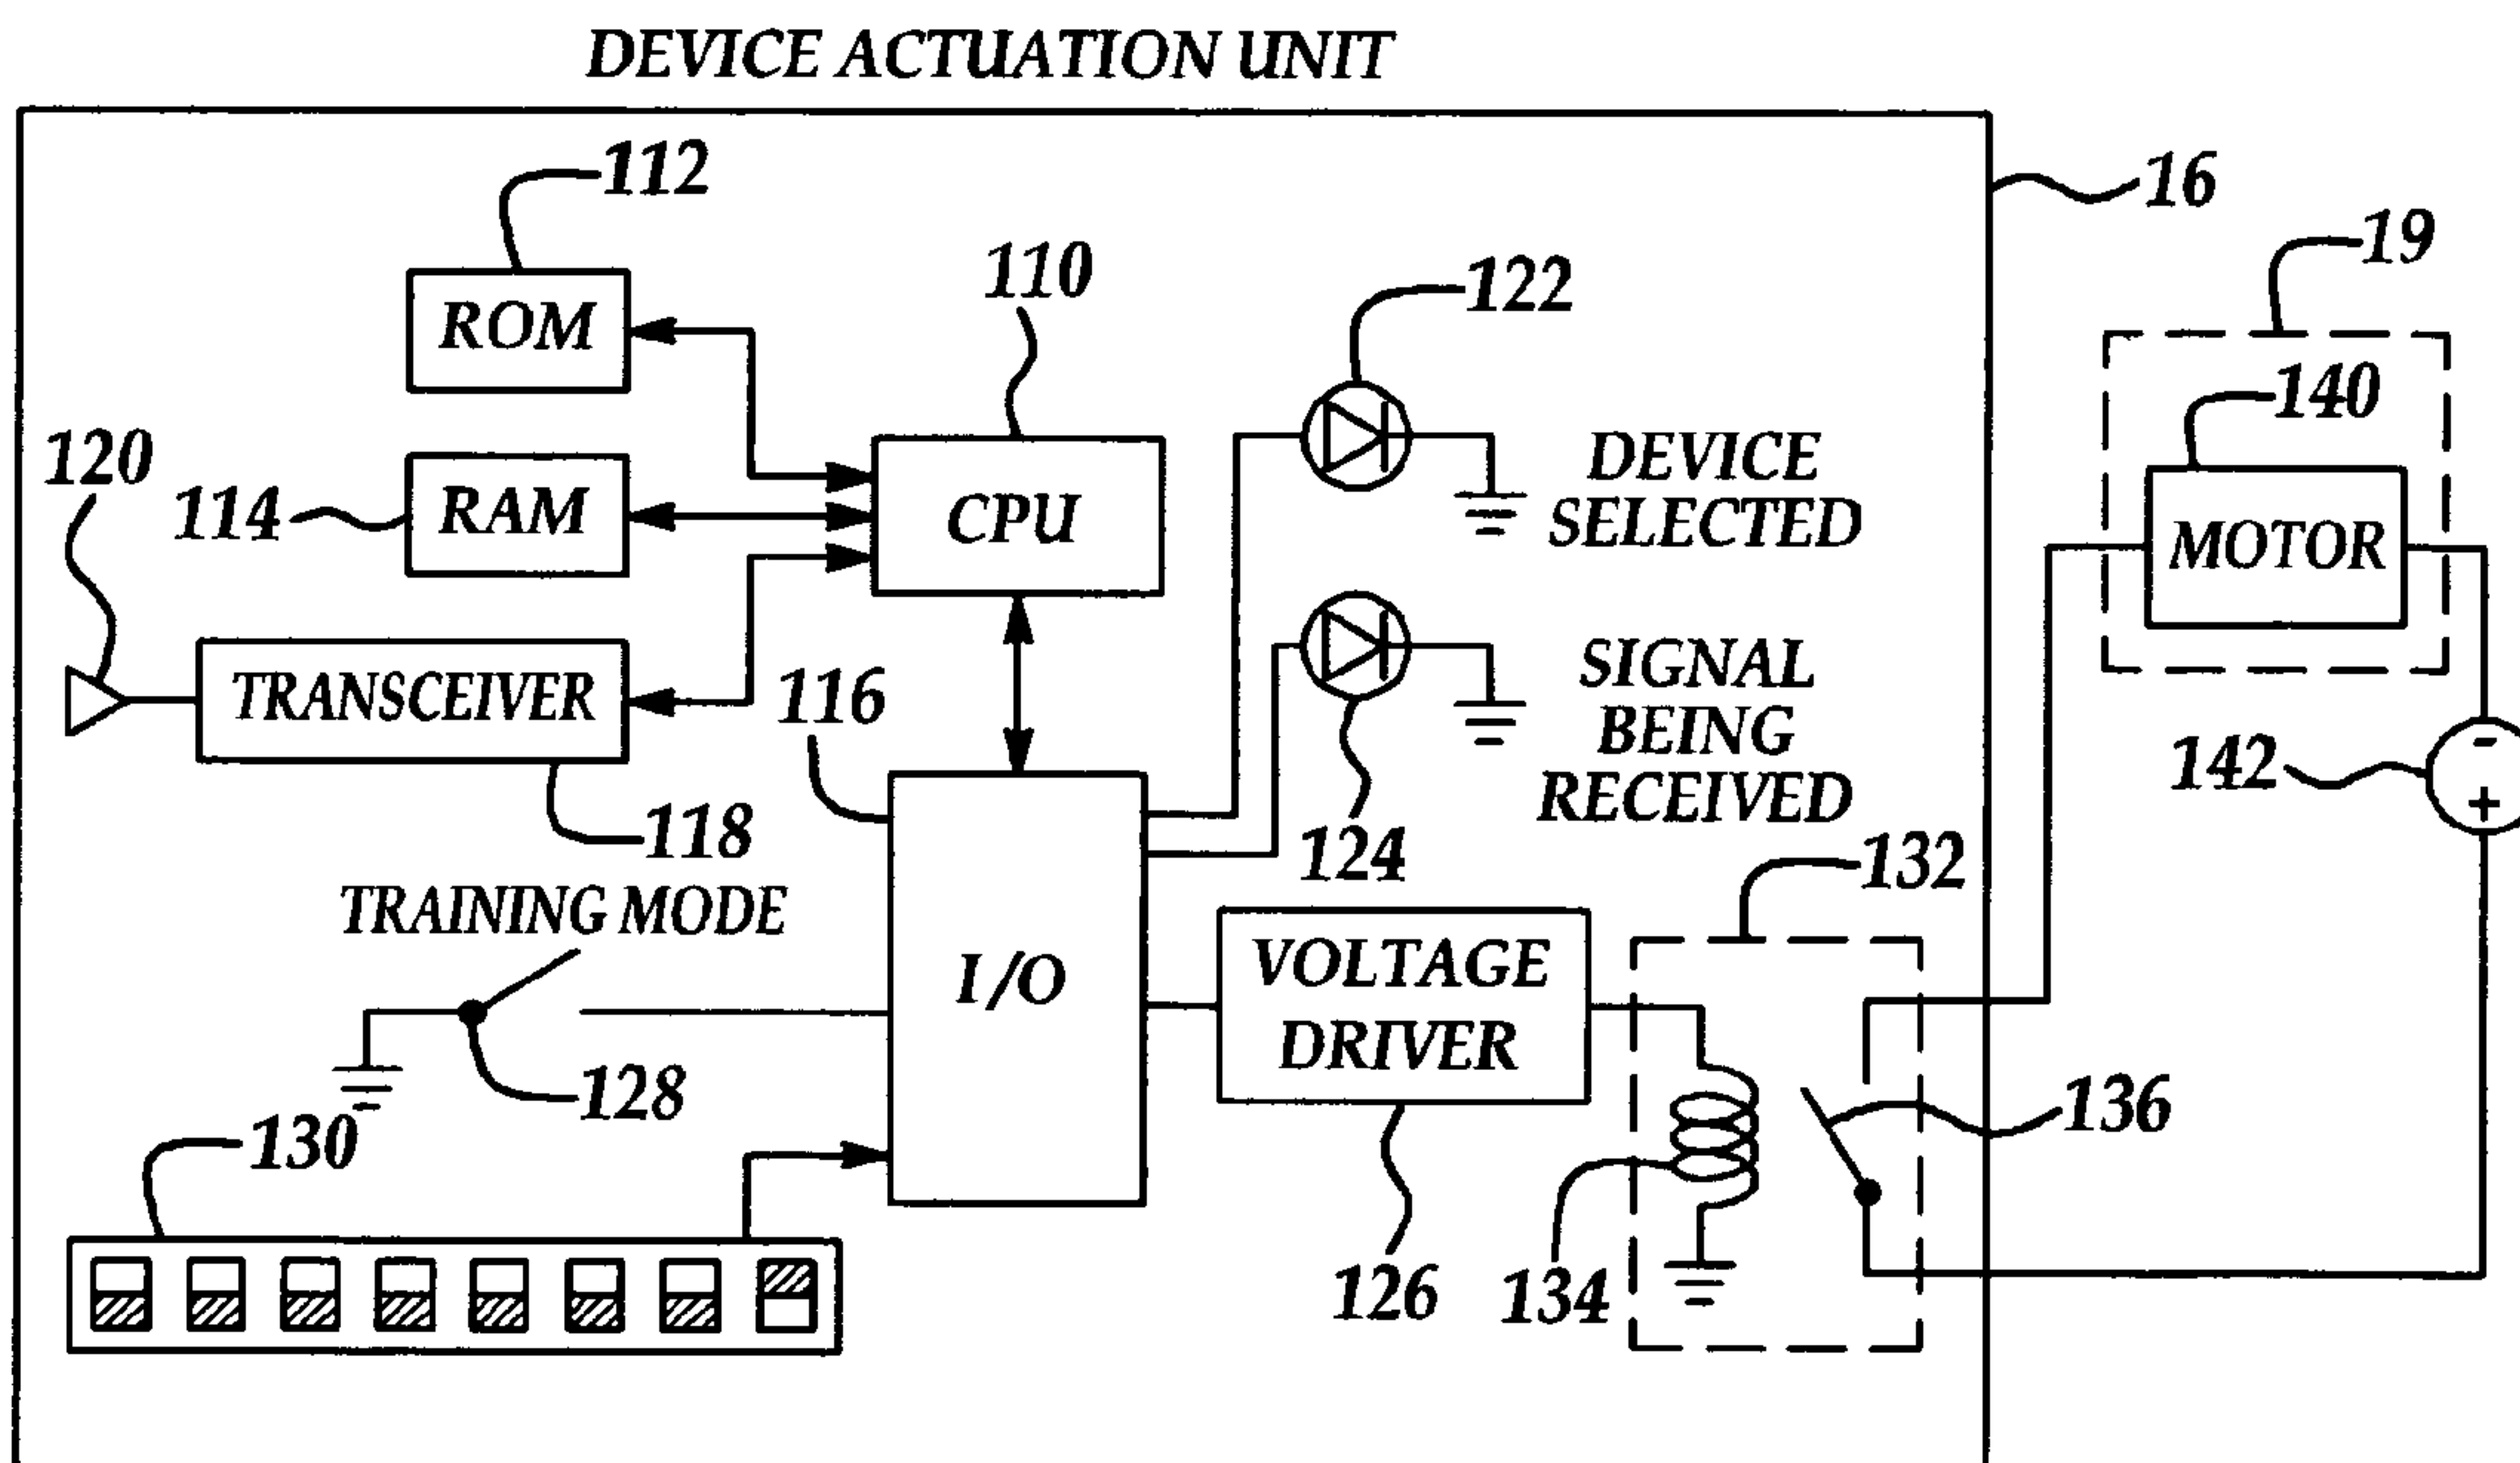 DEVICE ACTUATION UNIT
112
16
19
110
122
ROM
140
120
114
RAM
CPU
DEVICE
SELECTED
MOTOR
TRANSCEIVER
116
SIGNAL
BEING
RECEIVED
-
142
+
118
124
132
TRAINING MODE
I/O
VOLTAGE
DRIVER
128
136
130
126
134